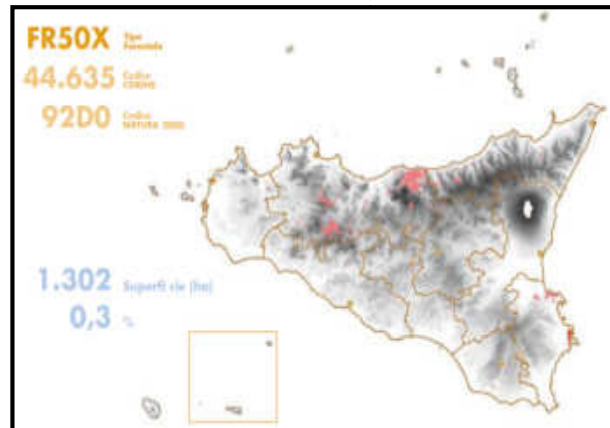 FR50X Tipo Forestale
44.635 Codice CORINE
92D0 Codice NATURA 2000
1.302 Superficie (ha)
0,3 %